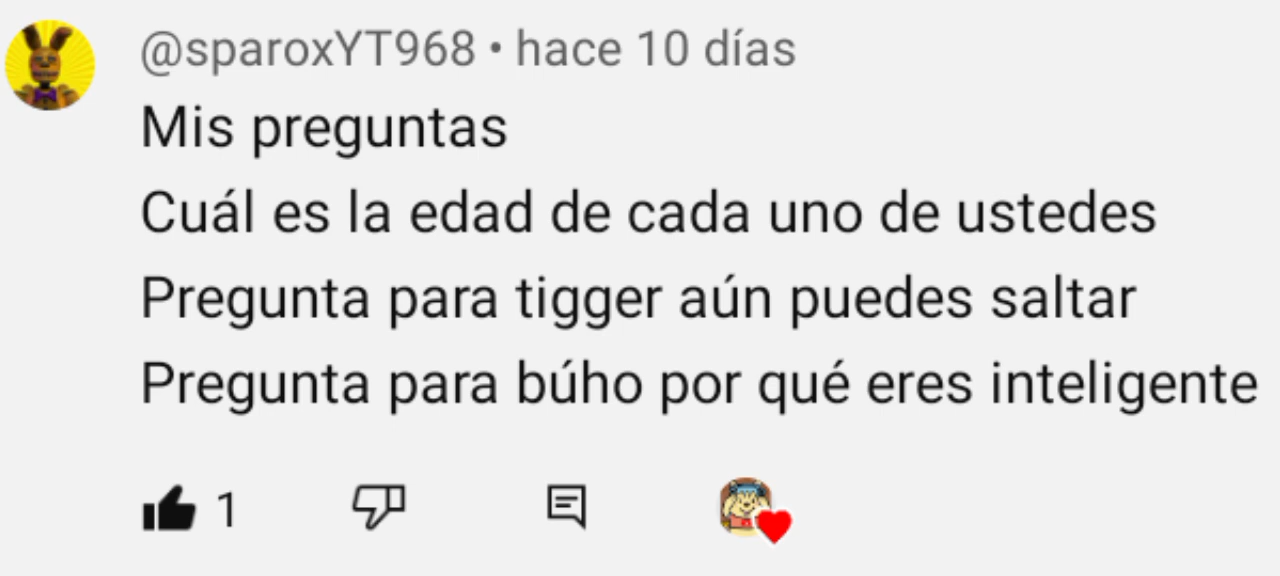 @sparoxYT968 • hace 10 días
Mis preguntas
Cuál es la edad de cada uno de ustedes
Pregunta para tigger aún puedes saltar
Pregunta para búho por qué eres inteligente
1